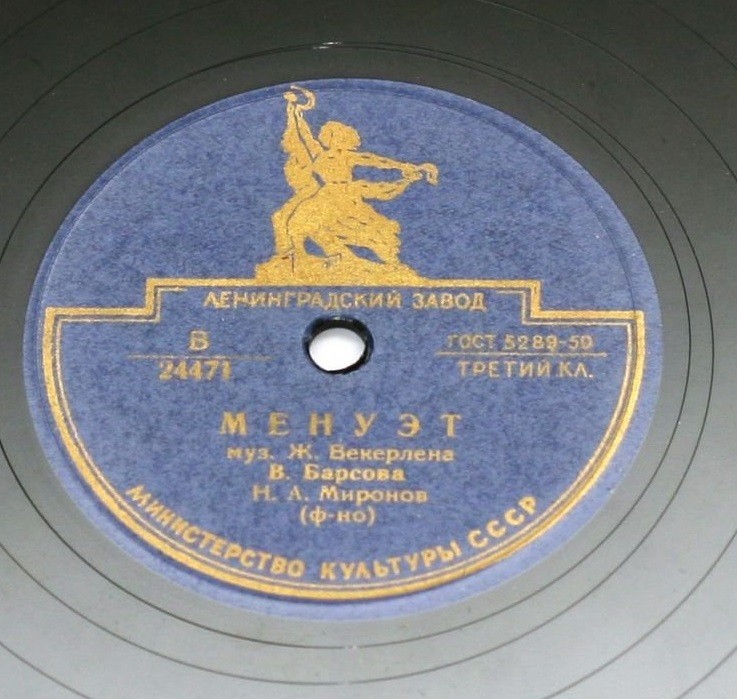 ЛЕНИНГРАДСКИЙ ЗАВОД
В
24471
ГОСТ 5289-50
ТРЕТИЙ КЛ.
МЕНУЭТ
муз. Ж. Векерлена
В. Барсова
Н. А. Миронов
(ф-но)
МИНИСТЕРСТВО КУЛЬТУРЫ СССР